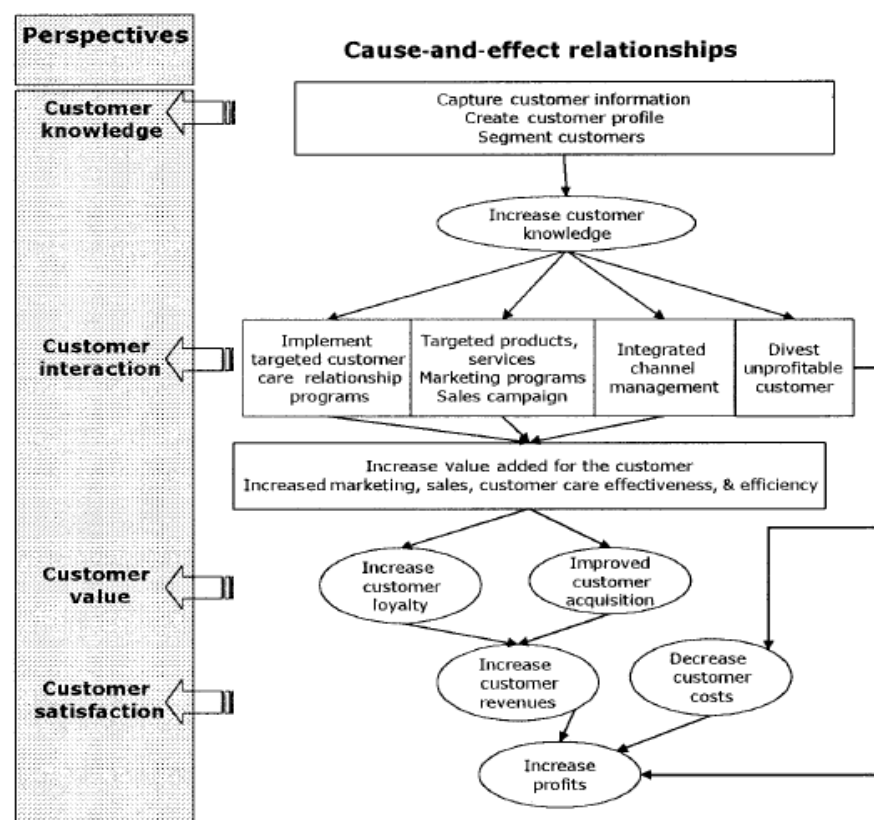 Perspectives
Cause-and-effect relationships
Customer
knowledge
Capture customer information
Create customer profile
Segment customers
Increase customer
knowledge
Customer
interaction
Implement
targeted customer
care relationship
programs
Targeted products,
services
Marketing programs
Sales campaign
Integrated
channel
management
Divest
unprofitable
customer
Increase value added for the customer
Increased marketing, sales, customer care effectiveness, & efficiency
Customer
value
Increase
customer
loyalty
Improved
customer
acquisition
Customer
satisfaction
Increase
customer
revenues
Decrease
customer
costs
Increase
profits